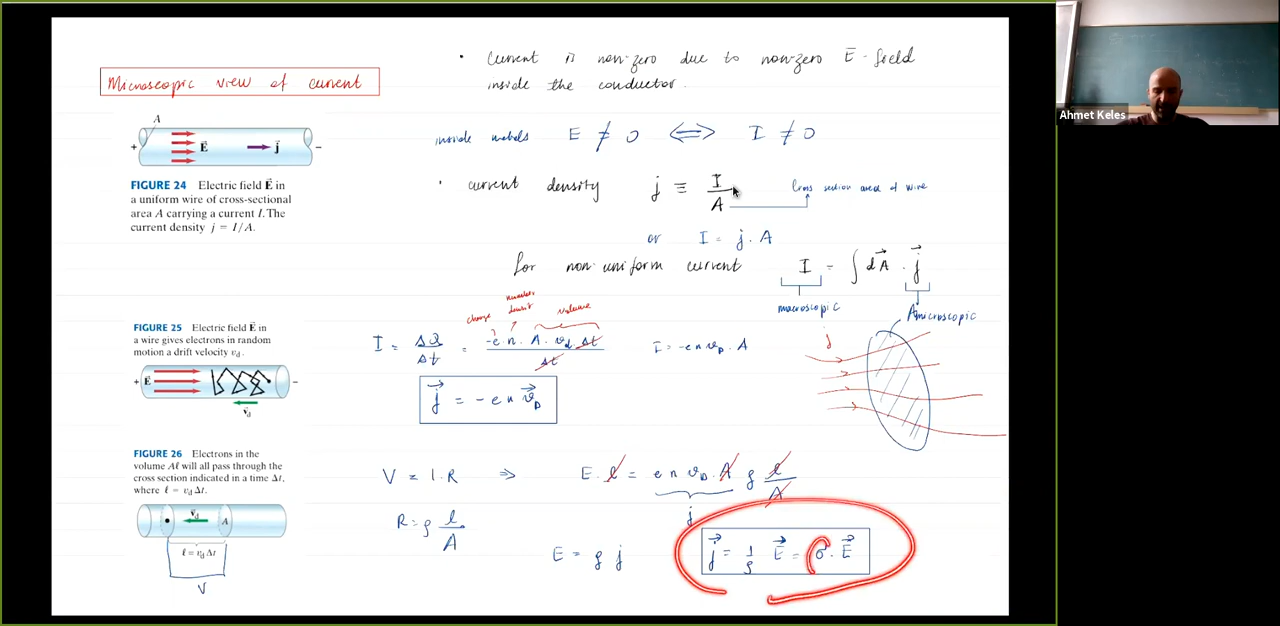 Microscopic view of current
• Current is non-zero due to non-zero E-field
inside the conductor.
Ahmet Keles
A
+ E⃗ j⃗ -
inside metals E ≠ 0 ⟺ I ≠ 0
FIGURE 24 Electric field E⃗ in
a uniform wire of cross-sectional
area A carrying a current I. The
current density j = I/A.
• current density j ≡ I/A Cross section area of wire
or I = j · A
for non-uniform current I = ∫ dA⃗ · j⃗
macroscopic microscopic
A
j
FIGURE 25 Electric field E⃗ in
a wire gives electrons in random
motion a drift velocity v_d.
+ E⃗ -
v⃗_d
charge number density volume
I = ΔQ/Δt = -e n A · v_d Δt / Δt I = -e n v_D · A
j⃗ = -e n v⃗_D
FIGURE 26 Electrons in the
volume Aℓ will all pass through the
cross section indicated in a time Δt,
where ℓ = v_d Δt.
v⃗_d A
ℓ = v_d Δt
V
V = I.R ⇒ E. l = e n v_D . A ρ l/A
j
R = ρ l/A
E = ρ j j⃗ = 1/ρ E⃗ = σ · E⃗